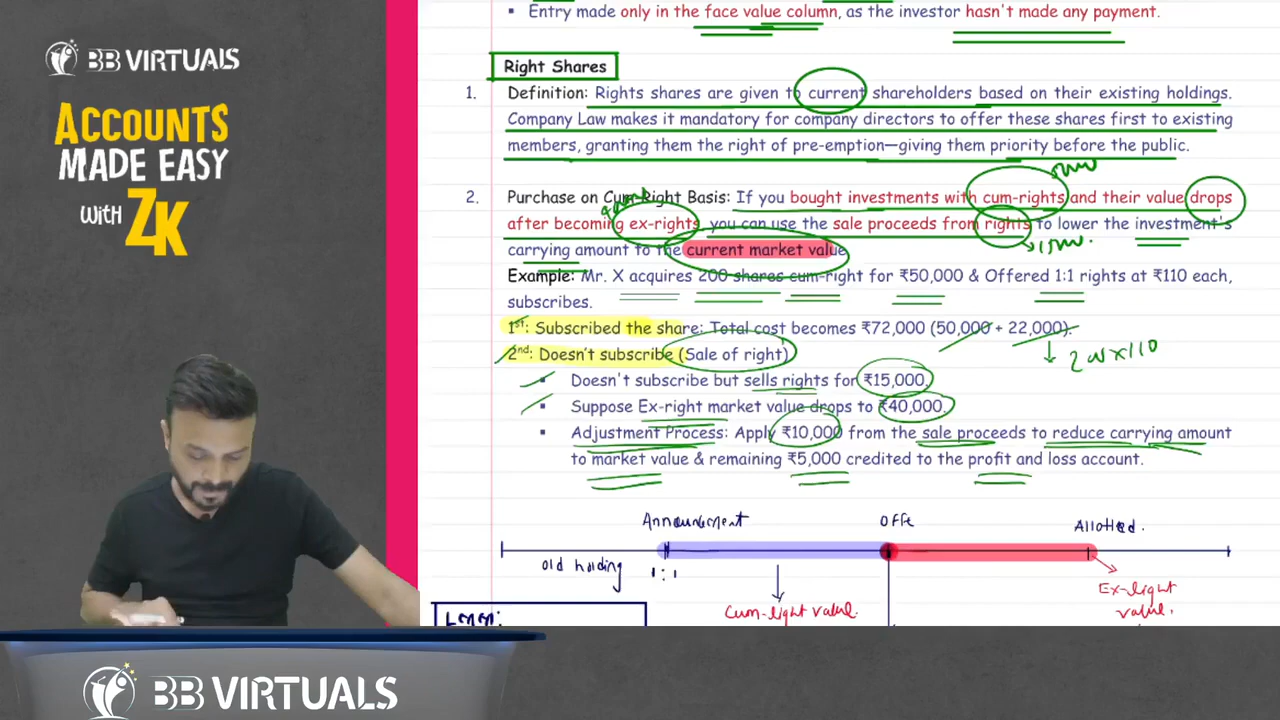 BB VIRTUALS
ACCOUNTS
MADE EASY
WITH
ZK
▪ Entry made only in the face value column, as the investor hasn't made any payment.
Right Shares
1. Definition: Rights shares are given to current shareholders based on their existing holdings.
Company Law makes it mandatory for company directors to offer these shares first to existing
members, granting them the right of pre-emption—giving them priority before the public.
2. Purchase on Cum-Right Basis: If you bought investments with cum-rights and their value drops
after becoming ex-rights, you can use the sale proceeds from rights to lower the investment's
carrying amount to the current market value
Example: Mr. X acquires 200 shares cum-right for ₹50,000 & Offered 1:1 rights at ₹110 each,
subscribes.
1st: Subscribed the share: Total cost becomes ₹72,000 (50,000 + 22,000).
200x110
2nd: Doesn't subscribe (Sale of right)
▪ Doesn't subscribe but sells rights for ₹15,000.
▪ Suppose Ex-right market value drops to ₹40,000.
▪ Adjustment Process: Apply ₹10,000 from the sale proceeds to reduce carrying amount
to market value & remaining ₹5,000 credited to the profit and loss account.
Announcement Offe Allotted.
old holding 1:1
Cum-right value. Ex-right
value.
BB VIRTUALS